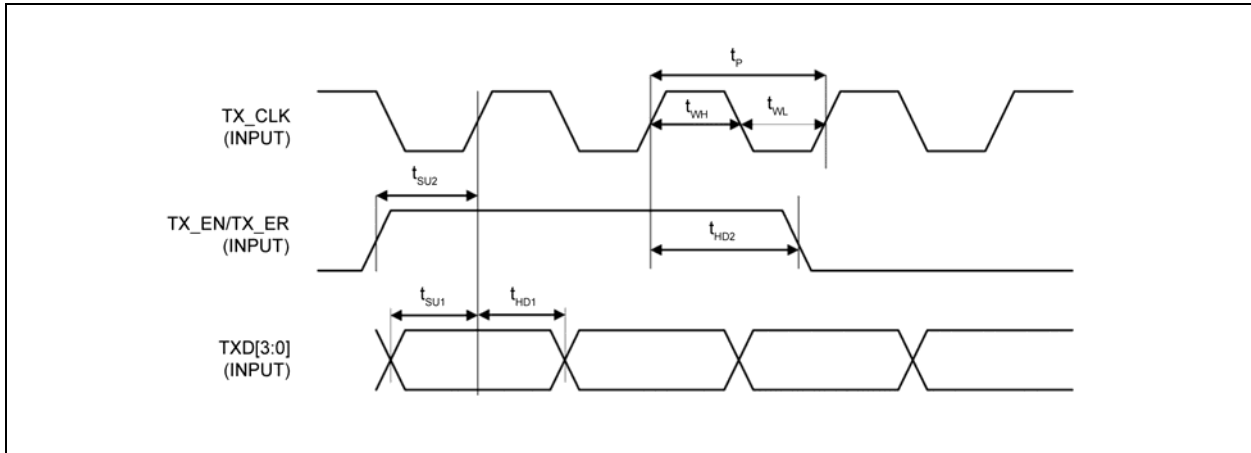 t_P
t_WH
t_WL
TX_CLK
(INPUT)
t_SU2
TX_EN/TX_ER
(INPUT)
t_HD2
t_SU1
t_HD1
TXD[3:0]
(INPUT)